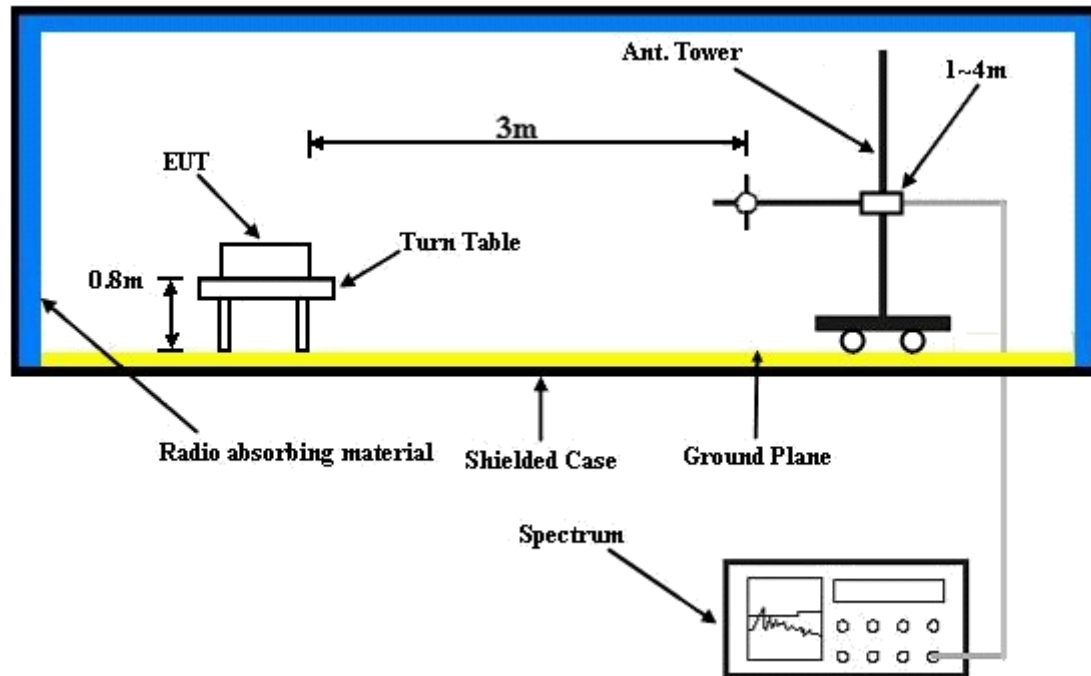 Ant. Tower
1~4m
3m
EUT
Turn Table
0.8m
Radio absorbing material
Shielded Case
Ground Plane
Spectrum